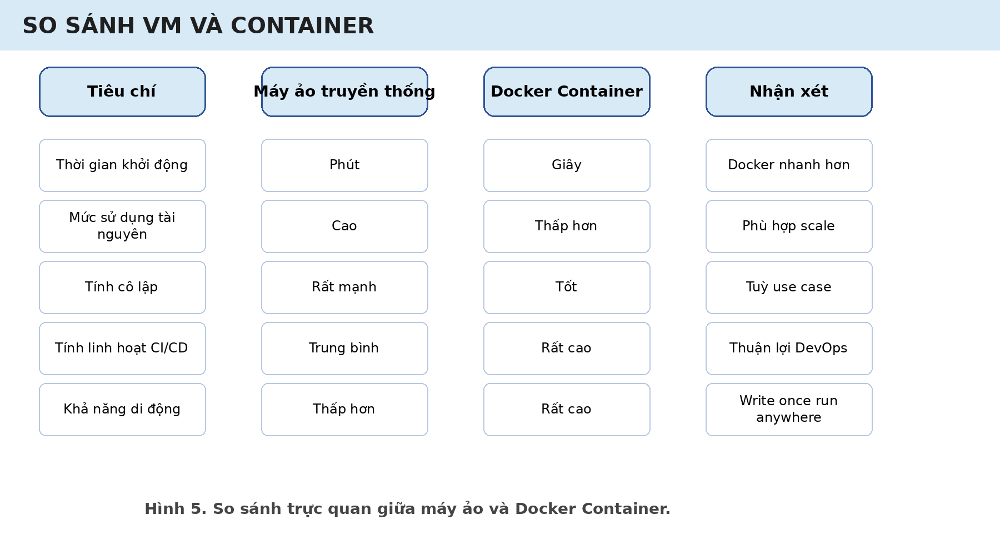 SO SÁNH VM VÀ CONTAINER
Tiêu chí
Máy ảo truyền thống
Docker Container
Nhận xét
Thời gian khởi động
Phút
Giây
Docker nhanh hơn
Mức sử dụng tài
nguyên
Cao
Thấp hơn
Phù hợp scale
Tính cô lập
Rất mạnh
Tốt
Tuỳ use case
Tính linh hoạt CI/CD
Trung bình
Rất cao
Thuận lợi DevOps
Khả năng di động
Thấp hơn
Rất cao
Write once run
anywhere
Hình 5. So sánh trực quan giữa máy ảo và Docker Container.